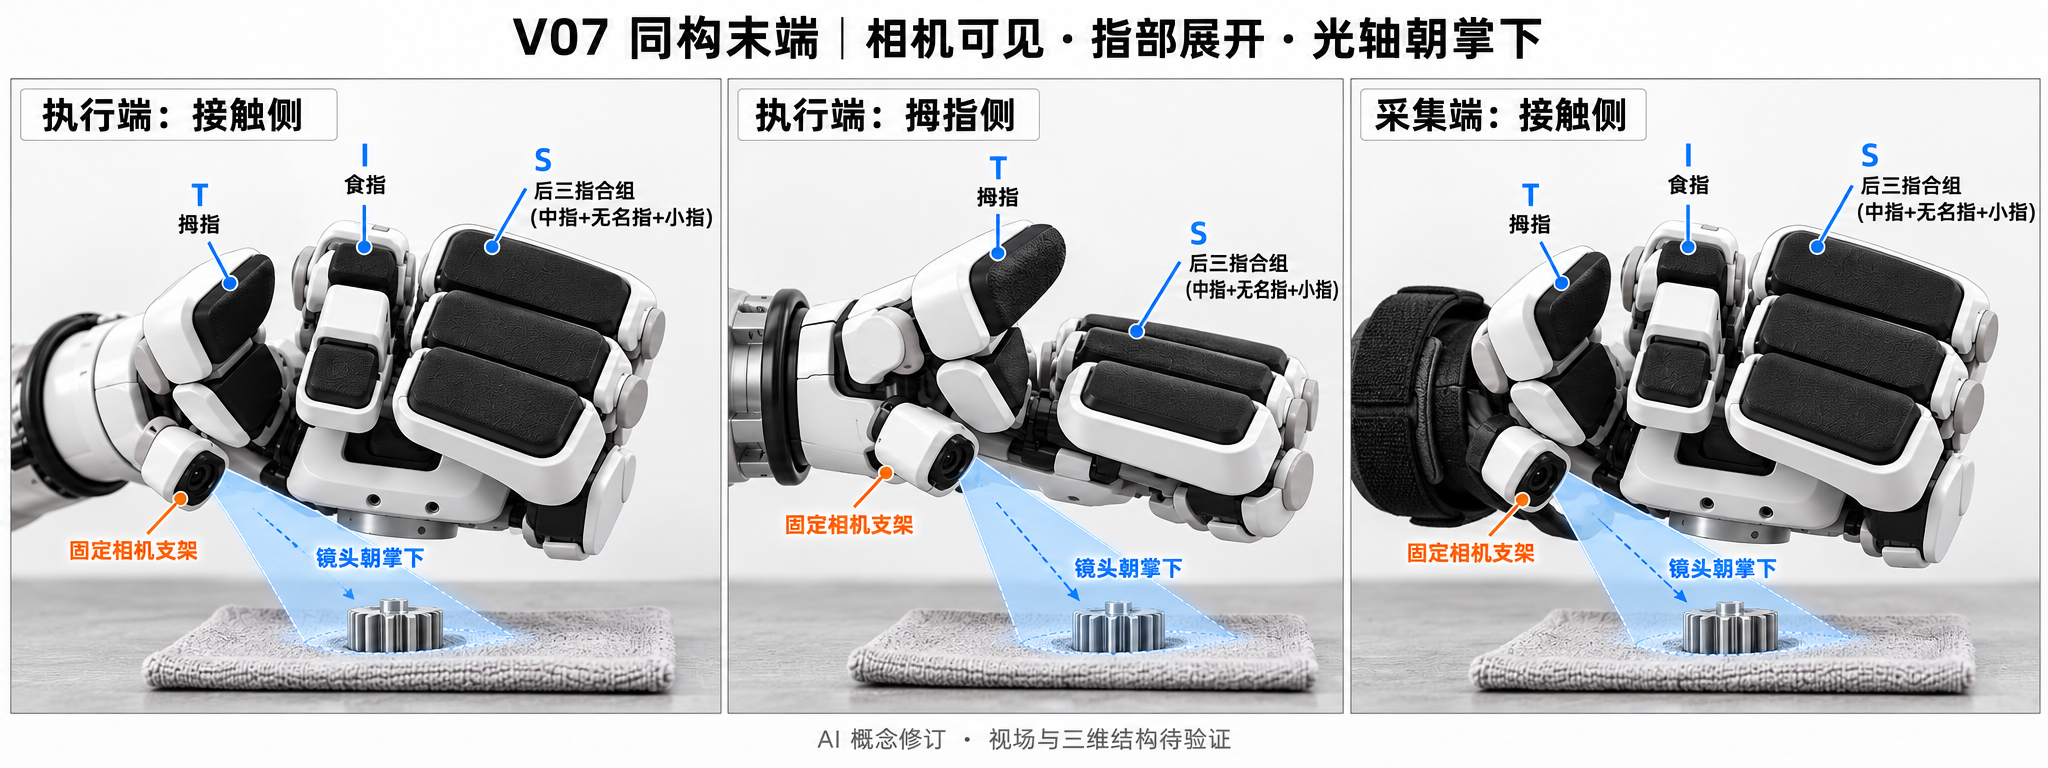 V07 同构末端｜相机可见·指部展开·光轴朝掌下
执行端：接触侧
T
拇指
I
食指
S
后三指合组
(中指+无名指+小指)
固定相机支架
镜头朝掌下
执行端：拇指侧
T
拇指
S
后三指合组
(中指+无名指+小指)
固定相机支架
镜头朝掌下
采集端：接触侧
T
拇指
I
食指
S
后三指合组
(中指+无名指+小指)
固定相机支架
镜头朝掌下
AI 概念修订 · 视场与三维结构待验证